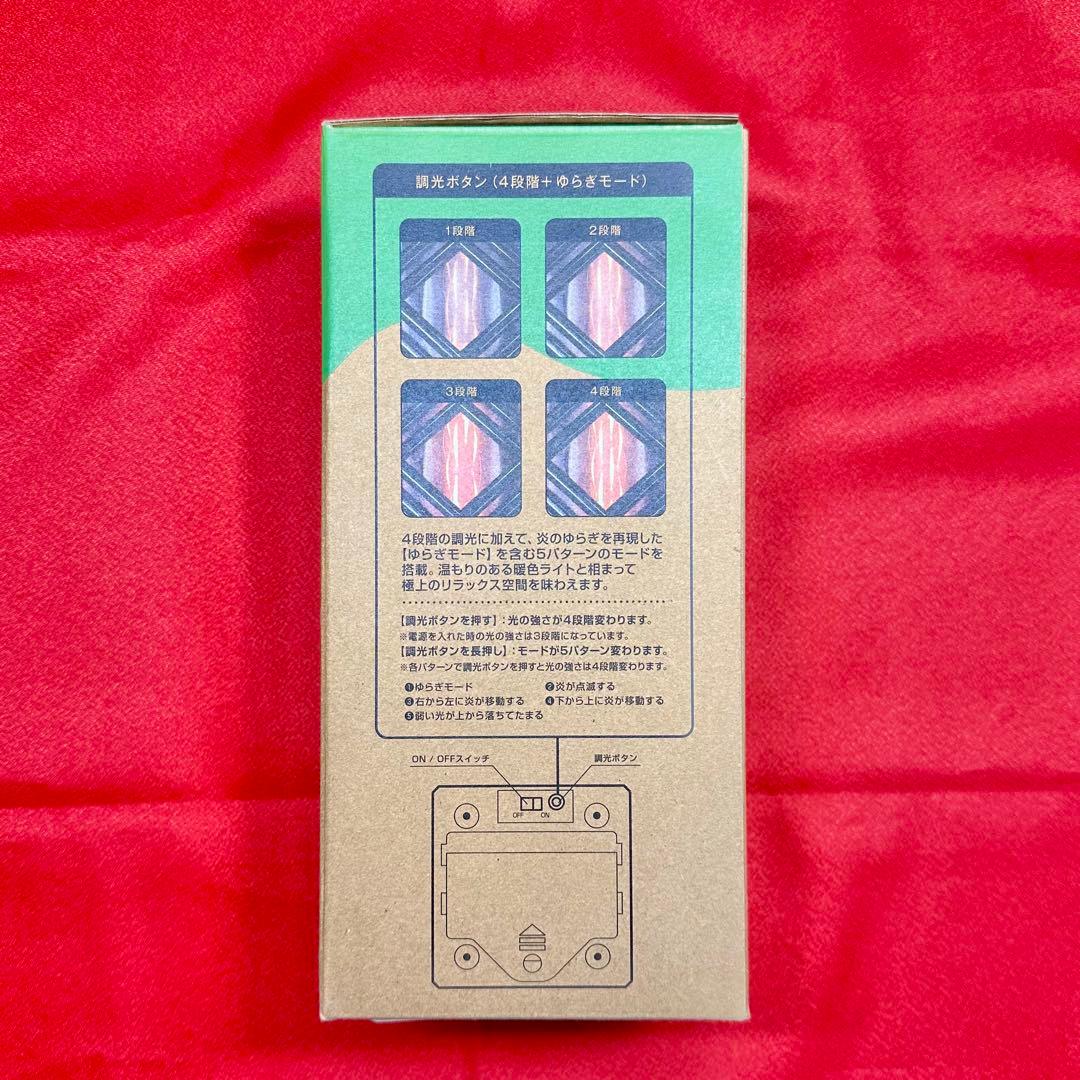 調光ボタン(4段階+ゆらぎモード)
1段階
2段階
3段階
4段階
4段階の調光に加えて、炎のゆらぎを再現した
【ゆらぎモード】を含む5パターンのモードを
搭載。温もりのある暖色ライトと相まって
極上のリラックス空間を味わえます。
【調光ボタンを押す】:光の強さが4段階変わります。
※電源を入れた時の光の強さは3段階になっています。
【調光ボタンを長押し】:モードが5パターン変わります。
※各パターンで調光ボタンを押すと光の強さは4段階変わります。
❶ゆらぎモード ❷炎が点滅する
❸右から左に炎が移動する ❹下から上に炎が移動する
❺弱い光が上から落ちてたまる
ON / OFFスイッチ 調光ボタン
OFF ON